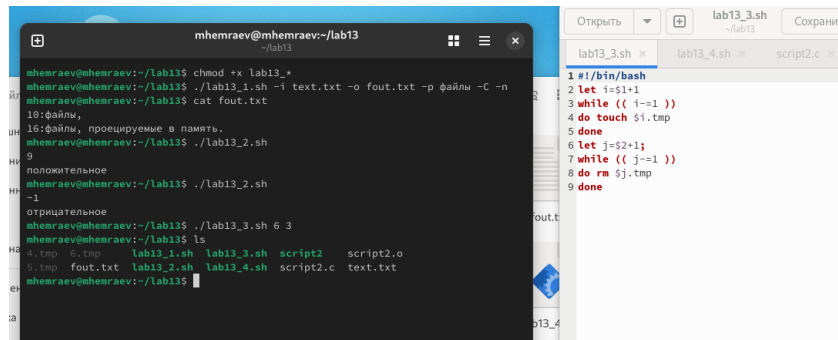 mhemraev@mhemraev:~/lab13
~/lab13
mhemraev@mhemraev:~/lab13$ chmod +x lab13_*
mhemraev@mhemraev:~/lab13$ ./lab13_1.sh -i text.txt -o fout.txt -p файлы -C -n
mhemraev@mhemraev:~/lab13$ cat fout.txt
10:файлы,
16:файлы, проецируемые в память.
mhemraev@mhemraev:~/lab13$ ./lab13_2.sh
9
положительное
mhemraev@mhemraev:~/lab13$ ./lab13_2.sh
-1
отрицательное
mhemraev@mhemraev:~/lab13$ ./lab13_3.sh 6 3
mhemraev@mhemraev:~/lab13$ ls
4.tmp 6.tmp lab13_1.sh lab13_3.sh script2 script2.o
5.tmp fout.txt lab13_2.sh lab13_4.sh script2.c text.txt
mhemraev@mhemraev:~/lab13$
Открыть lab13_3.sh Сохрани
~/lab13
lab13_3.sh × lab13_4.sh × script2.c ×
1 #!/bin/bash
2 let i=$1+1
3 while (( i-=1 ))
4 do touch $i.tmp
5 done
6 let j=$2+1;
7 while (( j-=1 ))
8 do rm $j.tmp
9 done
fout.t
b13_4